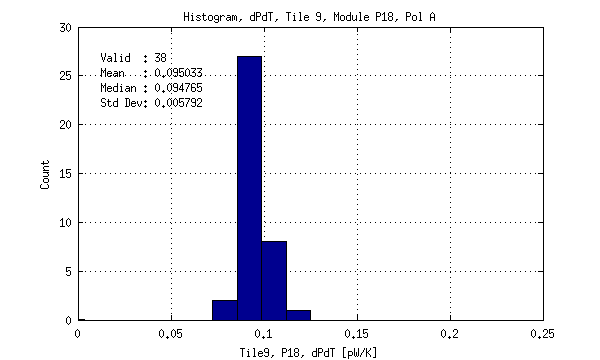 Histogram, dPdT, Tile 9, Module P18, Pol A
30
25
20
15
10
5
0
Count
Valid : 38
Mean : 0.095033
Median : 0.094765
Std Dev: 0.005792
0 0.05 0.1 0.15 0.2 0.25
Tile9, P18, dPdT [pW/K]